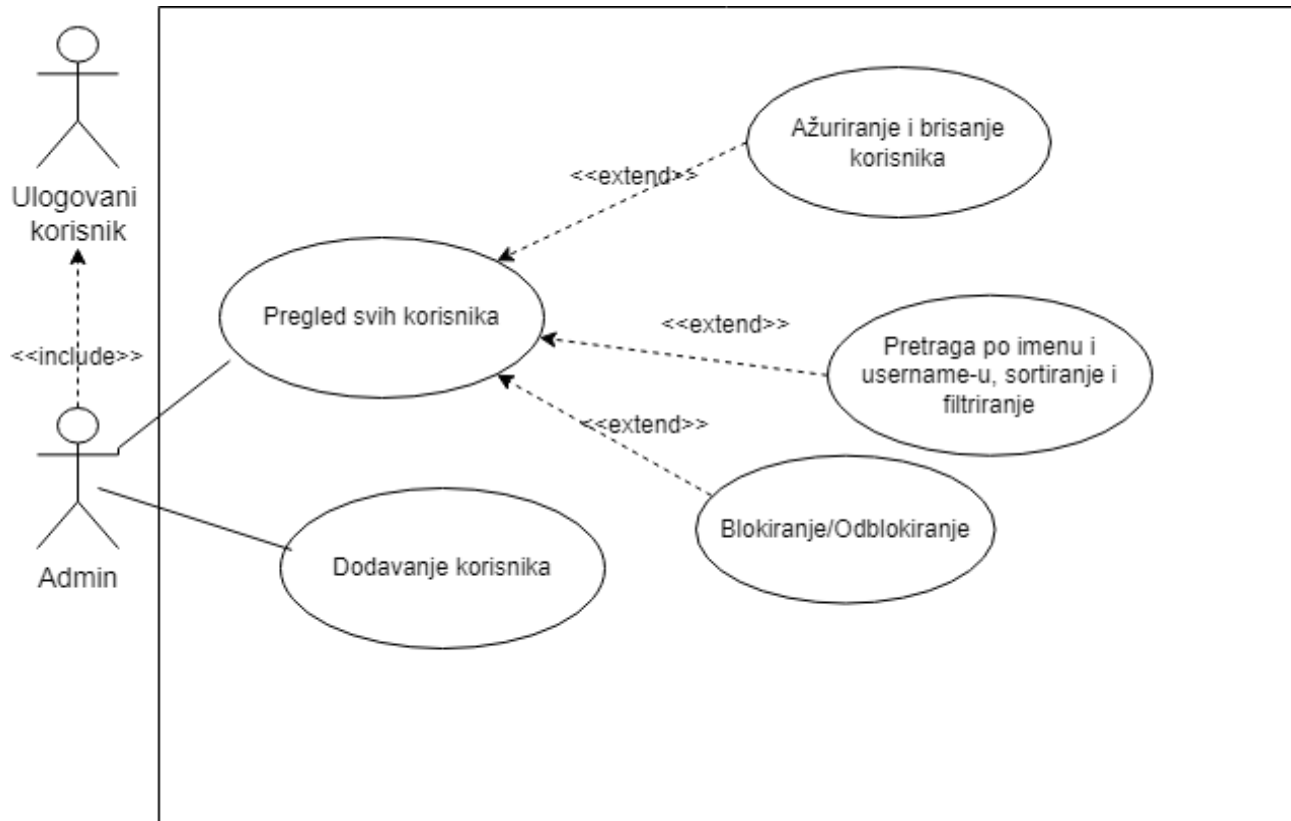 Ulogovani
korisnik
<<include>>
Admin
Pregled svih korisnika
Dodavanje korisnika
<<extend>>
Ažuriranje i brisanje
korisnika
<<extend>>
Pretraga po imenu i
username-u, sortiranje i
filtriranje
<<extend>>
Blokiranje/Odblokiranje